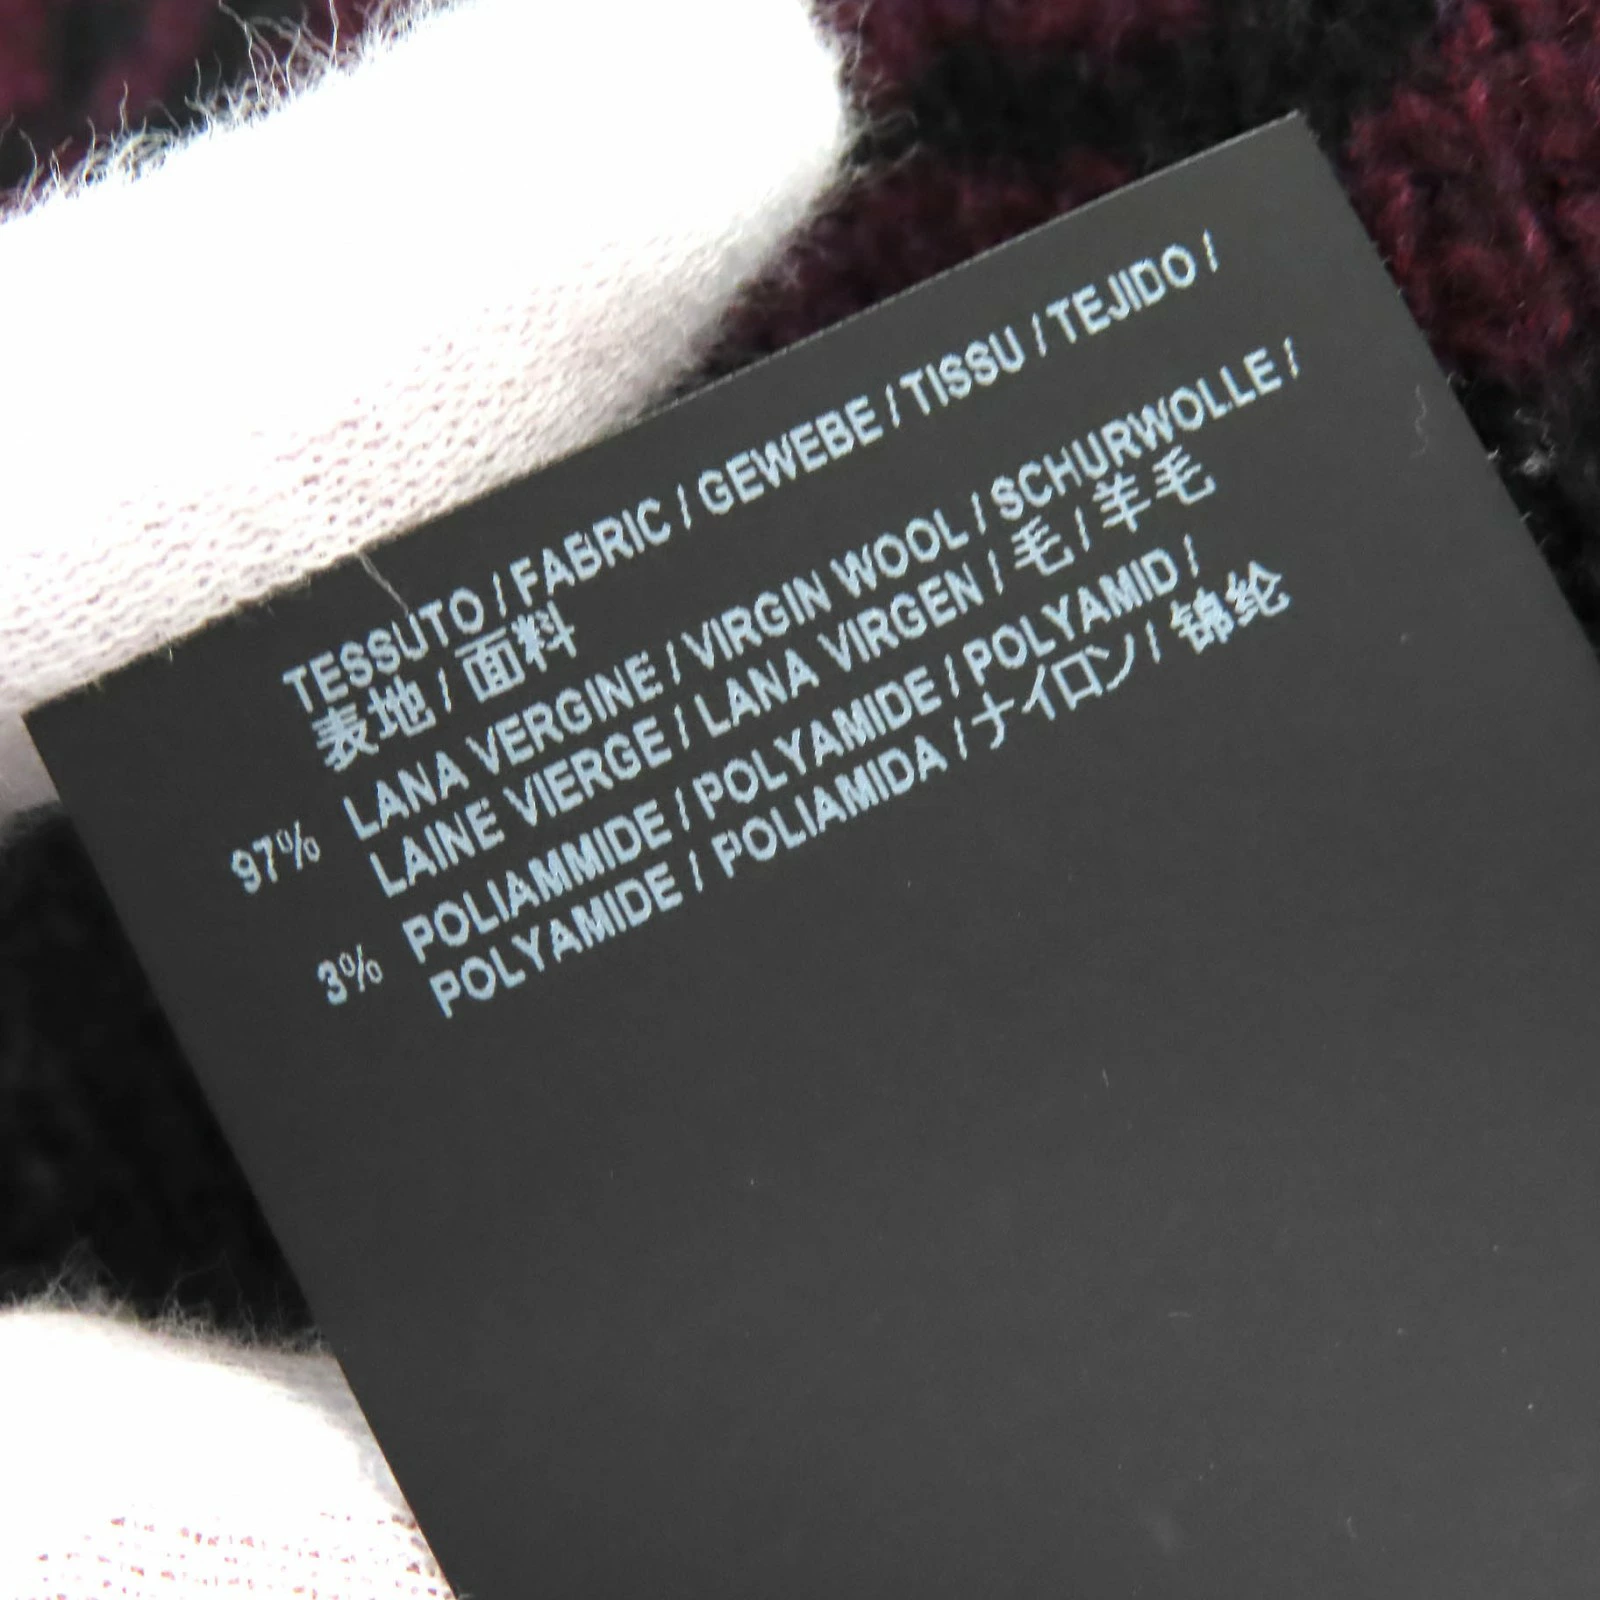 TESSUTO / FABRIC / GEWEBE / TISSU / TEJIDO /
表地 / 面料
97% LANA VERGINE / VIRGIN WOOL / SCHURWOLLE /
LAINE VIERGE / LANA VIRGEN / 毛 / 羊毛
3% POLIAMMIDE / POLYAMIDE / POLYAMID /
POLYAMIDE / POLIAMIDA / ナイロン / 锦纶